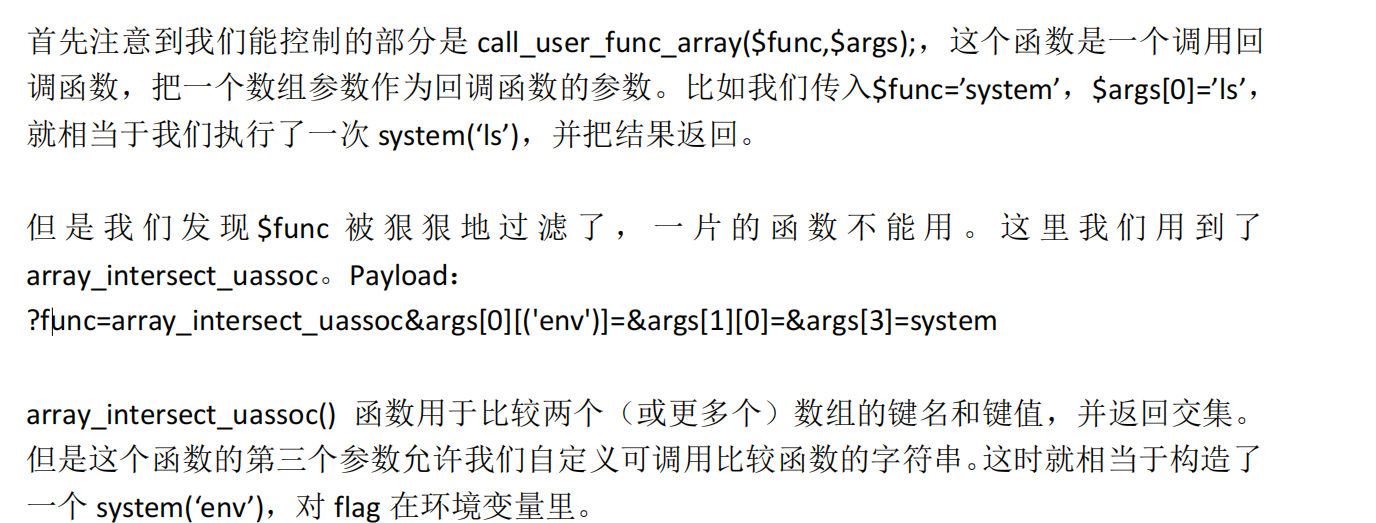 首先注意到我们能控制的部分是 call_user_func_array($func,$args);，这个函数是一个调用回
调函数，把一个数组参数作为回调函数的参数。比如我们传入$func=’system’，$args[0]=’ls’，
就相当于我们执行了一次 system(‘ls’)，并把结果返回。
但是我们发现$func 被狠狠地过滤了，一片的函数不能用。这里我们用到了
array_intersect_uassoc。Payload：
?func=array_intersect_uassoc&args[0][('env')]=&args[1][0]=&args[3]=system
array_intersect_uassoc() 函数用于比较两个（或更多个）数组的键名和键值，并返回交集。
但是这个函数的第三个参数允许我们自定义可调用比较函数的字符串。这时就相当于构造了
一个 system(‘env’)，对 flag 在环境变量里。